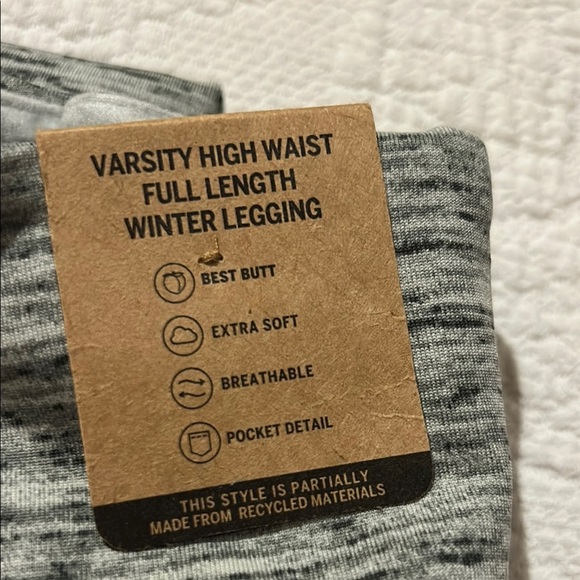 VARSITY HIGH WAIST
FULL LENGTH
WINTER LEGGING
BEST BUTT
EXTRA SOFT
BREATHABLE
POCKET DETAIL
THIS STYLE IS PARTIALLY
MADE FROM RECYCLED MATERIALS